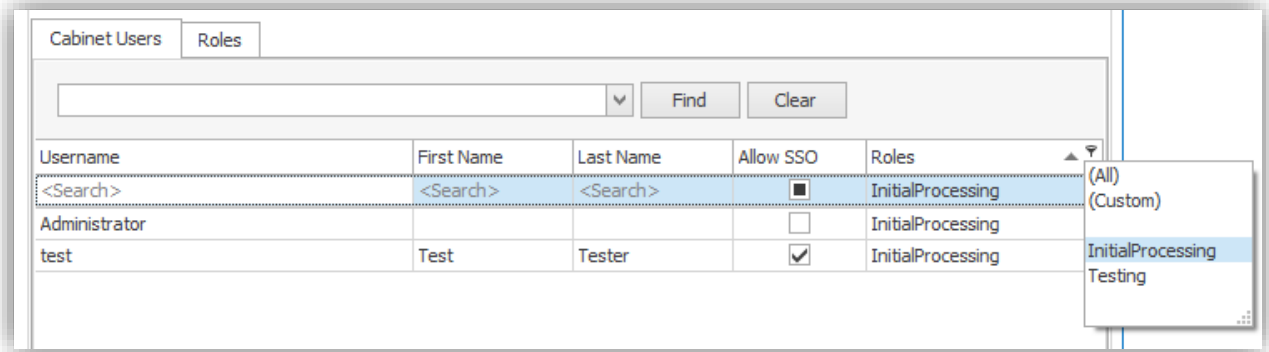 Cabinet Users Roles
Find Clear
Username First Name Last Name Allow SSO Roles
<Search> <Search> <Search> InitialProcessing
Administrator InitialProcessing
test Test Tester InitialProcessing
(All)
(Custom)
InitialProcessing
Testing